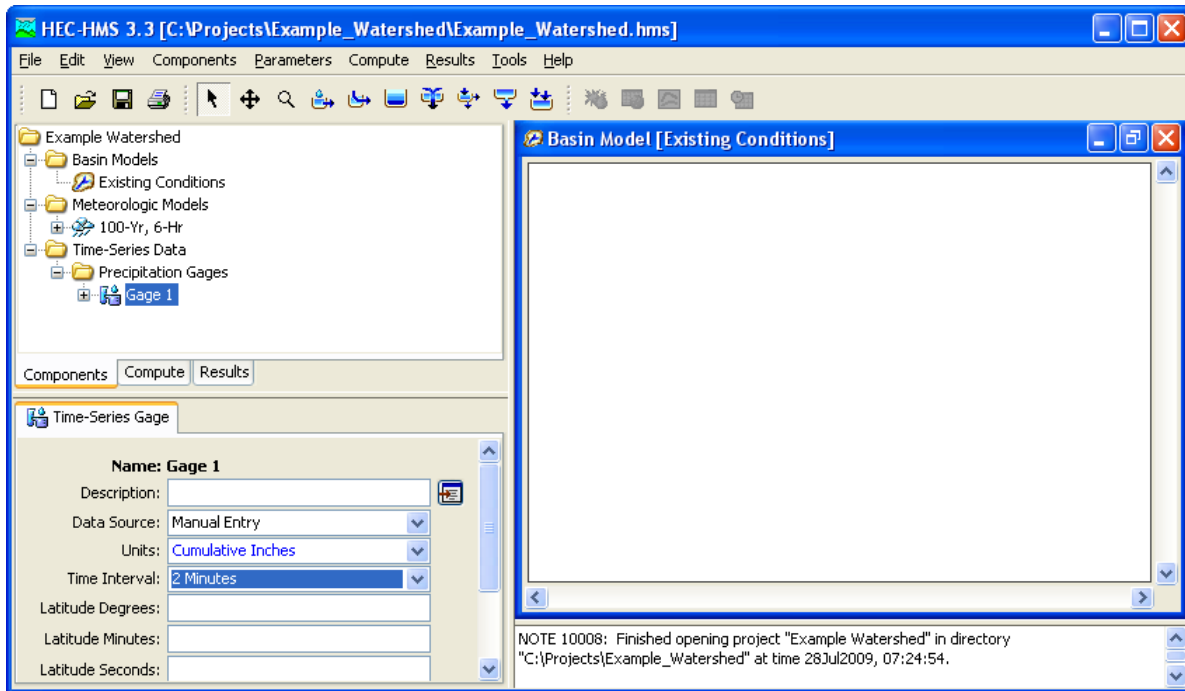 HEC-HMS 3.3 [C:\Projects\Example_Watershed\Example_Watershed.hms]
File Edit View Components Parameters Compute Results Tools Help
Example Watershed
Basin Models
Existing Conditions
Meteorologic Models
100-Yr, 6-Hr
Time-Series Data
Precipitation Gages
Gage 1
Components Compute Results
Time-Series Gage
Name: Gage 1
Description:
Data Source: Manual Entry
Units: Cumulative Inches
Time Interval: 2 Minutes
Latitude Degrees:
Latitude Minutes:
Latitude Seconds:
Basin Model [Existing Conditions]
NOTE 10008: Finished opening project "Example Watershed" in directory
"C:\Projects\Example_Watershed" at time 28Jul2009, 07:24:54.